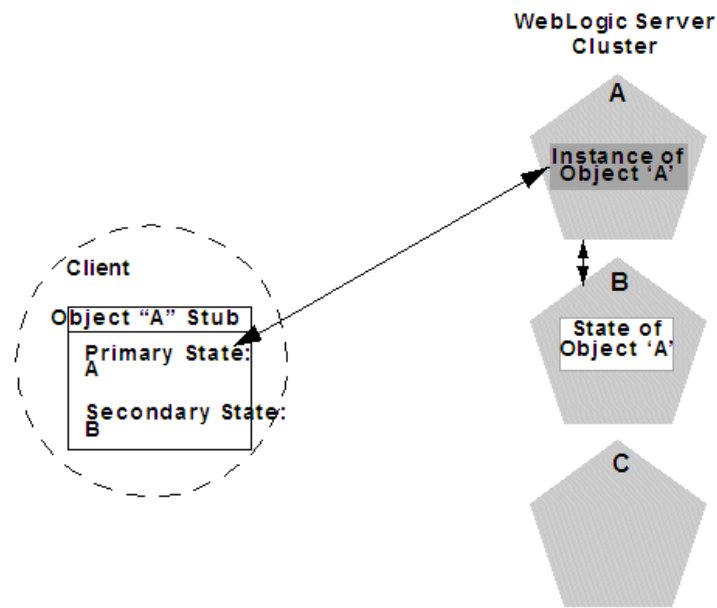 WebLogic Server
Cluster
A
Instance of
Object ‘A’
Client
Object “A” Stub
Primary State:
A
Secondary State:
B
B
State of
Object ‘A’
C